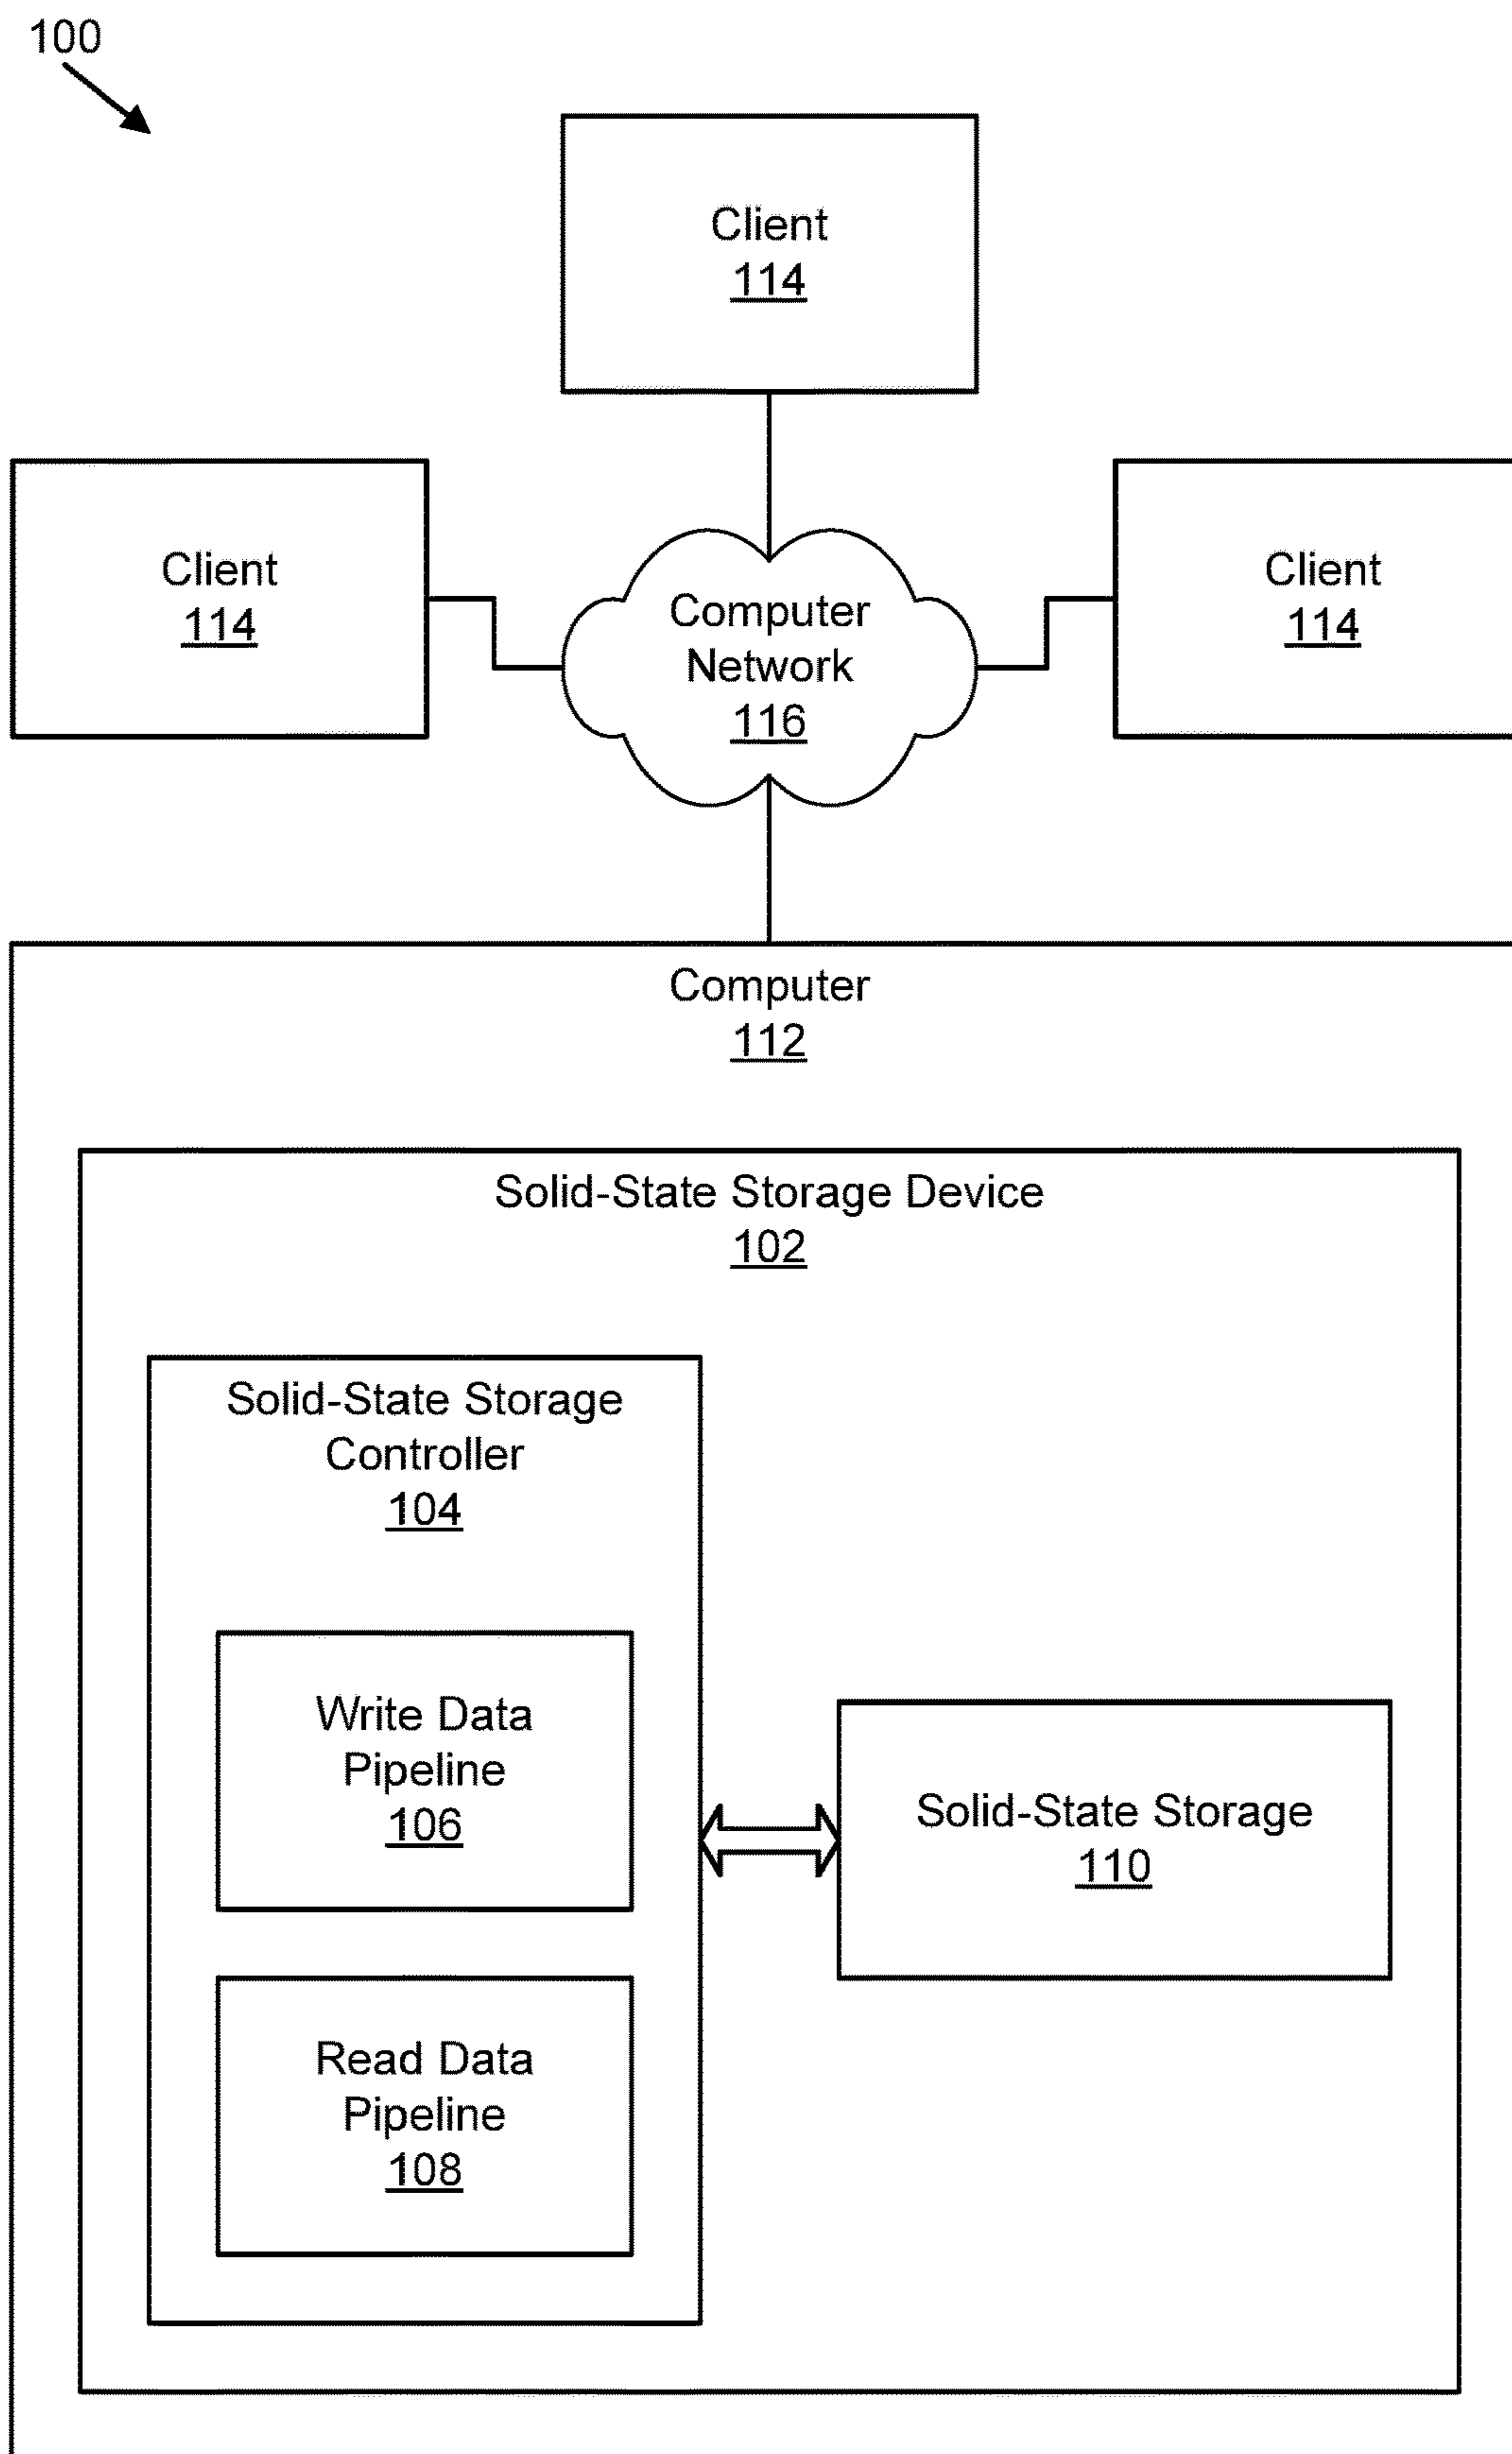 100
Client
114
Client
114
Computer
Network
116
Client
114
Computer
112
Solid-State Storage Device
102
Solid-State Storage
Controller
104
Write Data
Pipeline
106
Read Data
Pipeline
108
Solid-State Storage
110